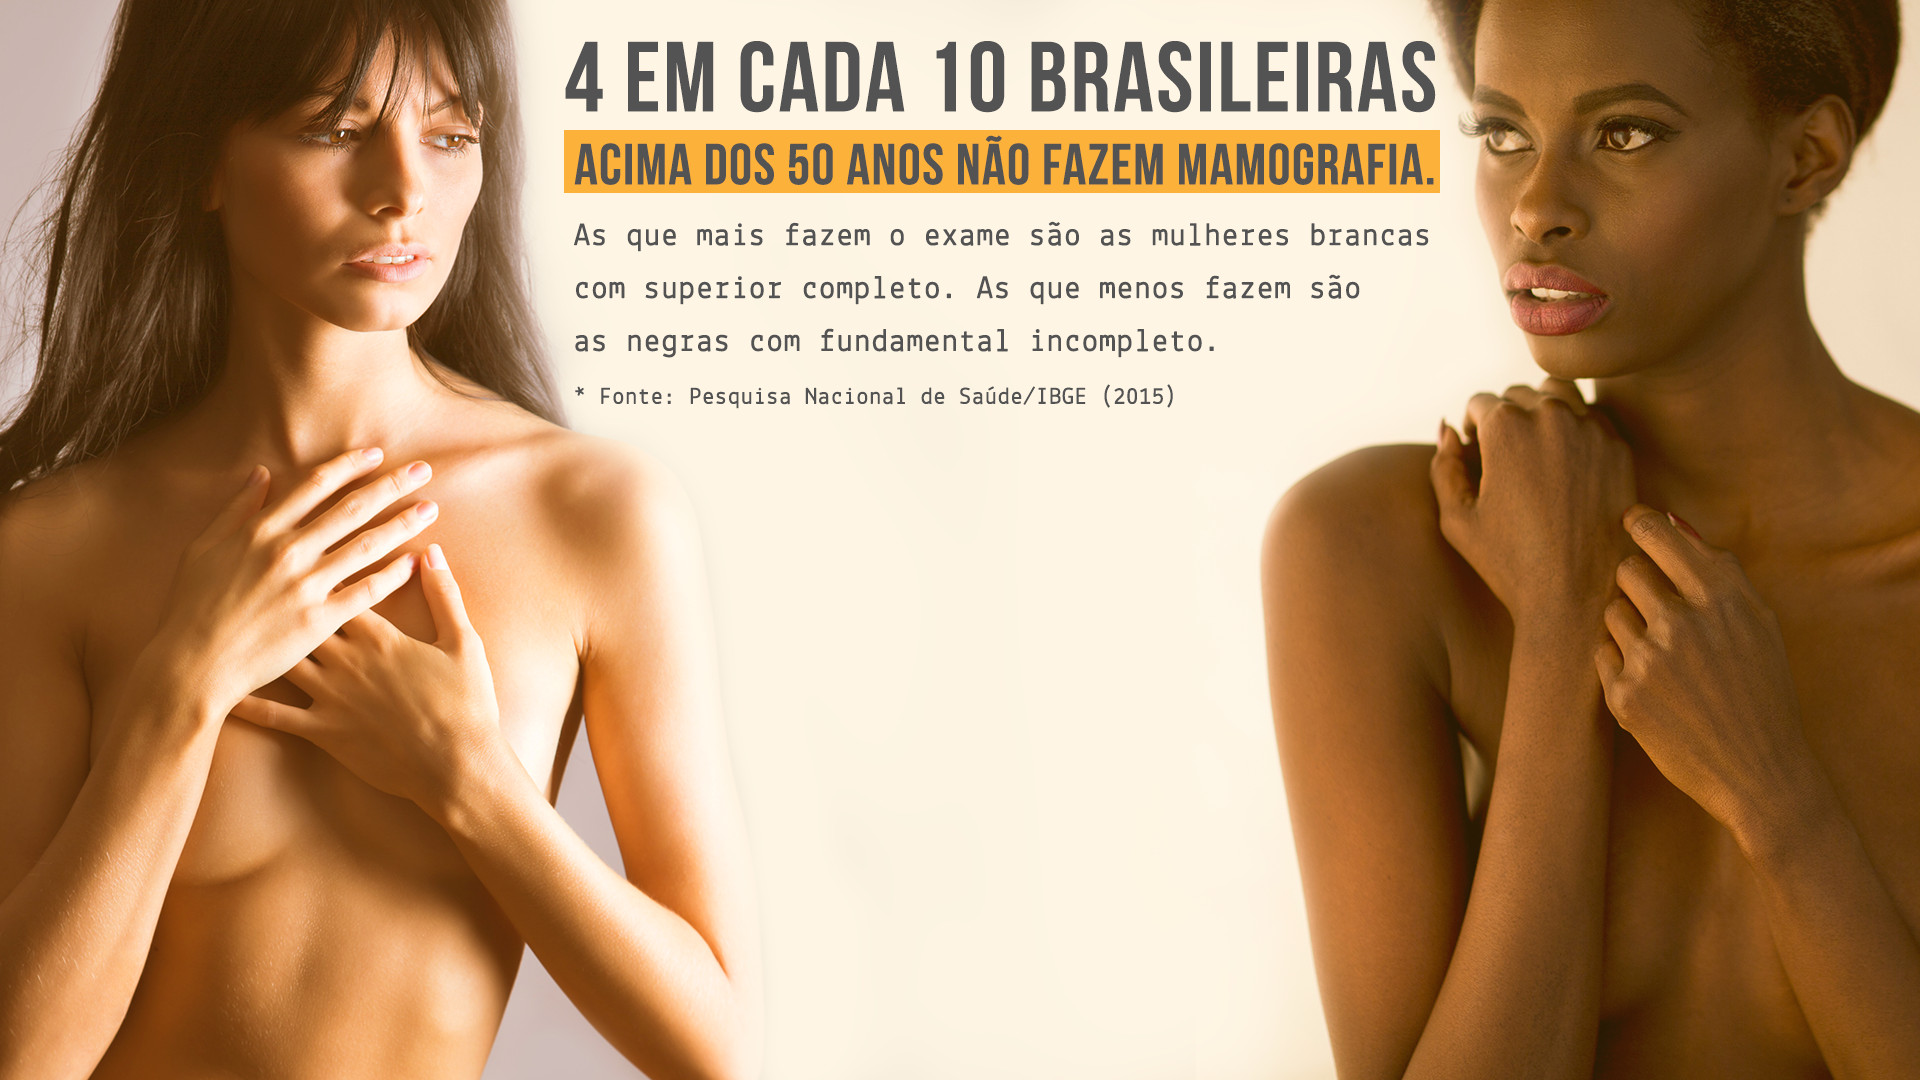 4 EM CADA 10 BRASILEIRAS
ACIMA DOS 50 ANOS NÃO FAZEM MAMOGRAFIA.
As que mais fazem o exame são as mulheres brancas
com superior completo. As que menos fazem são
as negras com fundamental incompleto.
* Fonte: Pesquisa Nacional de Saúde/IBGE (2015)